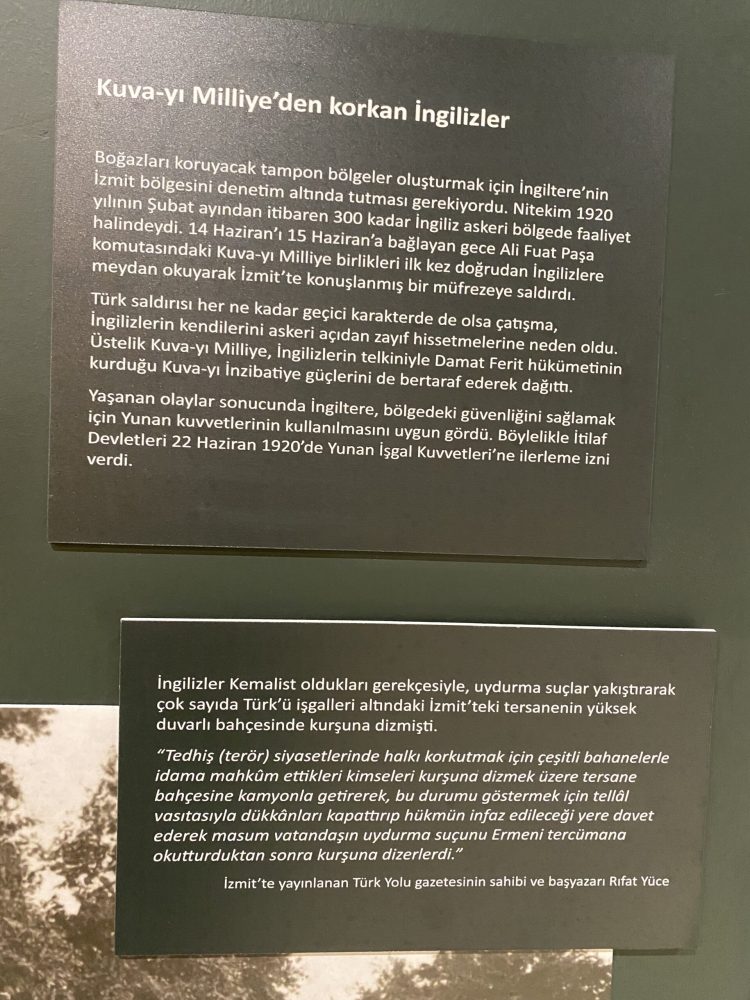 Kuva-yı Milliye’den korkan İngilizler
Boğazları koruyacak tampon bölgeler oluşturmak için İngiltere’nin
İzmit bölgesini denetim altında tutması gerekiyordu. Nitekim 1920
yılının Şubat ayından itibaren 300 kadar İngiliz askeri bölgede faaliyet
halindeydi. 14 Haziran’ı 15 Haziran’a bağlayan gece Ali Fuat Paşa
komutasındaki Kuva-yı Milliye birlikleri ilk kez doğrudan İngilizlere
meydan okuyarak İzmit’te konuşlanmış bir müfrezeye saldırdı.
Türk saldırısı her ne kadar geçici karakterde de olsa çatışma,
İngilizlerin kendilerini askeri açıdan zayıf hissetmelerine neden oldu.
Üstelik Kuva-yı Milliye, İngilizlerin telkiniyle Damat Ferit hükümetinin
kurduğu Kuva-yı İnzibatiye güçlerini de bertaraf ederek dağıttı.
Yaşanan olaylar sonucunda İngiltere, bölgedeki güvenliğini sağlamak
için Yunan kuvvetlerinin kullanılmasını uygun gördü. Böylelikle İtilaf
Devletleri 22 Haziran 1920’de Yunan İşgal Kuvvetleri’ne ilerleme izni
verdi.
İngilizler Kemalist oldukları gerekçesiyle, uydurma suçlar yakıştırarak
çok sayıda Türk’ü işgalleri altındaki İzmit’teki tersanenin yüksek
duvarlı bahçesinde kurşuna dizmişti.
“Tedhiş (terör) siyasetlerinde halkı korkutmak için çeşitli bahanelerle
idama mahkûm ettikleri kimseleri kurşuna dizmek üzere tersane
bahçesine kamyonla getirerek, bu durumu göstermek için tellâl
vasıtasıyla dükkânları kapattırıp hükmün infaz edileceği yere davet
ederek masum vatandaşın uydurma suçunu Ermeni tercümana
okutturduktan sonra kurşuna dizerlerdi.”
İzmit’te yayınlanan Türk Yolu gazetesinin sahibi ve başyazarı Rıfat Yüce